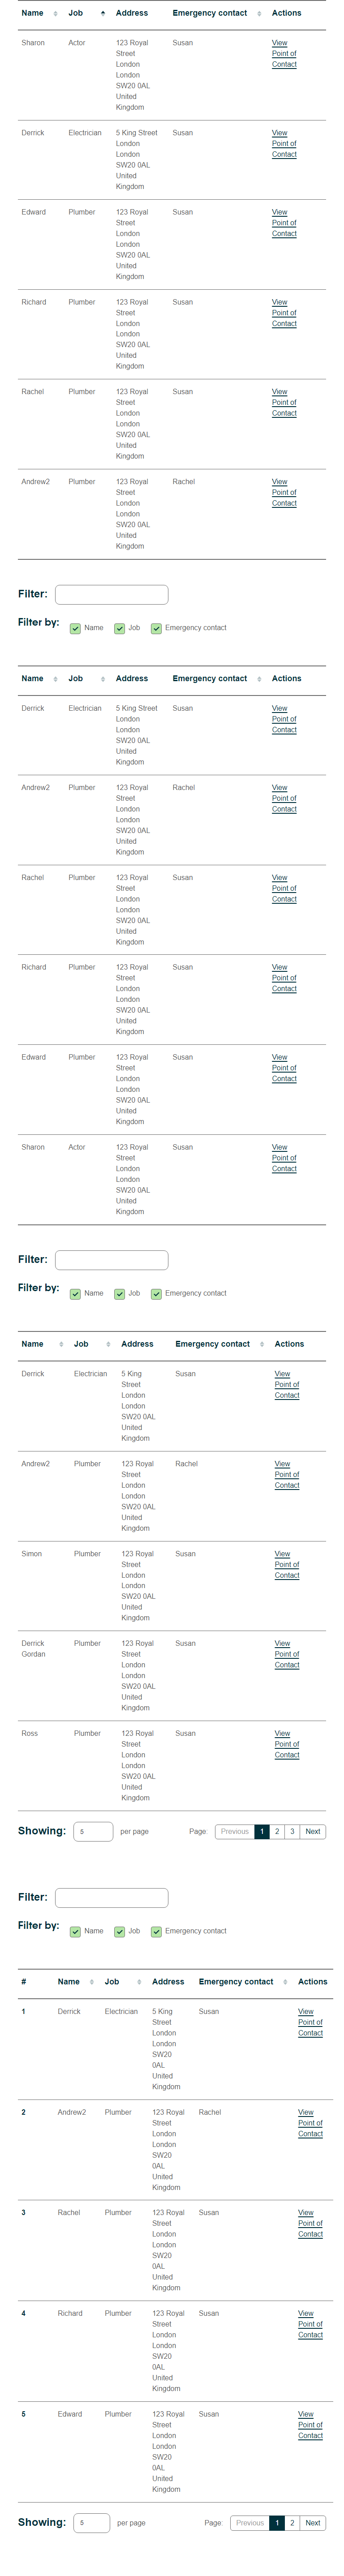 Name Job Address Emergency contact Actions
Sharon Actor 123 Royal Susan View
Street Point of
London Contact
London
SW20 0AL
United
Kingdom
Derrick Electrician 5 King Street Susan View
London Point of
London Contact
SW20 0AL
United
Kingdom
Edward Plumber 123 Royal Susan View
Street Point of
London Contact
London
SW20 0AL
United
Kingdom
Richard Plumber 123 Royal Susan View
Street Point of
London Contact
London
SW20 0AL
United
Kingdom
Rachel Plumber 123 Royal Susan View
Street Point of
London Contact
London
SW20 0AL
United
Kingdom
Andrew2 Plumber 123 Royal Rachel View
Street Point of
London Contact
London
SW20 0AL
United
Kingdom
Filter:
Filter by: Name Job Emergency contact
Name Job Address Emergency contact Actions
Derrick Electrician 5 King Street Susan View
London Point of
London Contact
SW20 0AL
United
Kingdom
Andrew2 Plumber 123 Royal Rachel View
Street Point of
London Contact
London
SW20 0AL
United
Kingdom
Rachel Plumber 123 Royal Susan View
Street Point of
London Contact
London
SW20 0AL
United
Kingdom
Richard Plumber 123 Royal Susan View
Street Point of
London Contact
London
SW20 0AL
United
Kingdom
Edward Plumber 123 Royal Susan View
Street Point of
London Contact
London
SW20 0AL
United
Kingdom
Sharon Actor 123 Royal Susan View
Street Point of
London Contact
London
SW20 0AL
United
Kingdom
Filter:
Filter by: Name Job Emergency contact
Name Job Address Emergency contact Actions
Derrick Electrician 5 King Susan View
Street Point of
London Contact
London
SW20 0AL
United
Kingdom
Andrew2 Plumber 123 Royal Rachel View
Street Point of
London Contact
London
SW20 0AL
United
Kingdom
Simon Plumber 123 Royal Susan View
Street Point of
London Contact
London
SW20 0AL
United
Kingdom
Derrick Plumber 123 Royal Susan View
Gordan Street Point of
London Contact
London
SW20 0AL
United
Kingdom
Ross Plumber 123 Royal Susan View
Street Point of
London Contact
London
SW20 0AL
United
Kingdom
Showing: 5 per page Page: Previous 1 2 3 Next
Filter:
Filter by: Name Job Emergency contact
# Name Job Address Emergency contact Actions
1 Derrick Electrician 5 King Susan View
Street Point of
London Contact
London
SW20
0AL
United
Kingdom
2 Andrew2 Plumber 123 Royal Rachel View
Street Point of
London Contact
London
SW20
0AL
United
Kingdom
3 Rachel Plumber 123 Royal Susan View
Street Point of
London Contact
London
SW20
0AL
United
Kingdom
4 Richard Plumber 123 Royal Susan View
Street Point of
London Contact
London
SW20
0AL
United
Kingdom
5 Edward Plumber 123 Royal Susan View
Street Point of
London Contact
London
SW20
0AL
United
Kingdom
Showing: 5 per page Page: Previous 1 2 Next